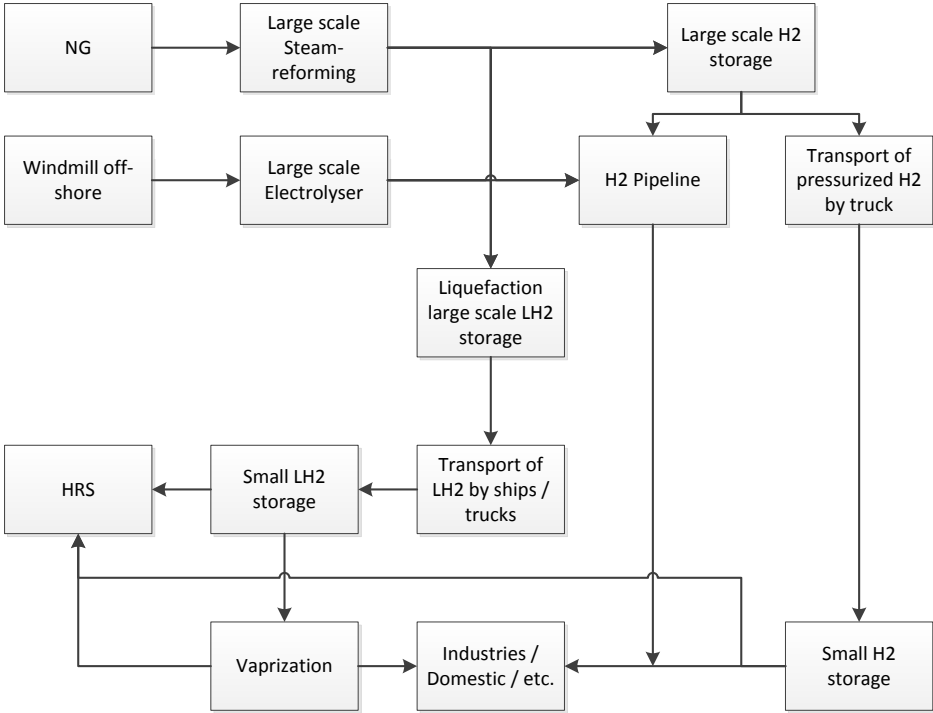 NG
Large scale
Steam-
reforming
Large scale H2
storage
Windmill off-
shore
Large scale
Electrolyser
H2 Pipeline
Transport of
pressurized H2
by truck
Liquefaction
large scale LH2
storage
HRS
Small LH2
storage
Transport of
LH2 by ships /
trucks
Vaprization
Industries /
Domestic / etc.
Small H2
storage